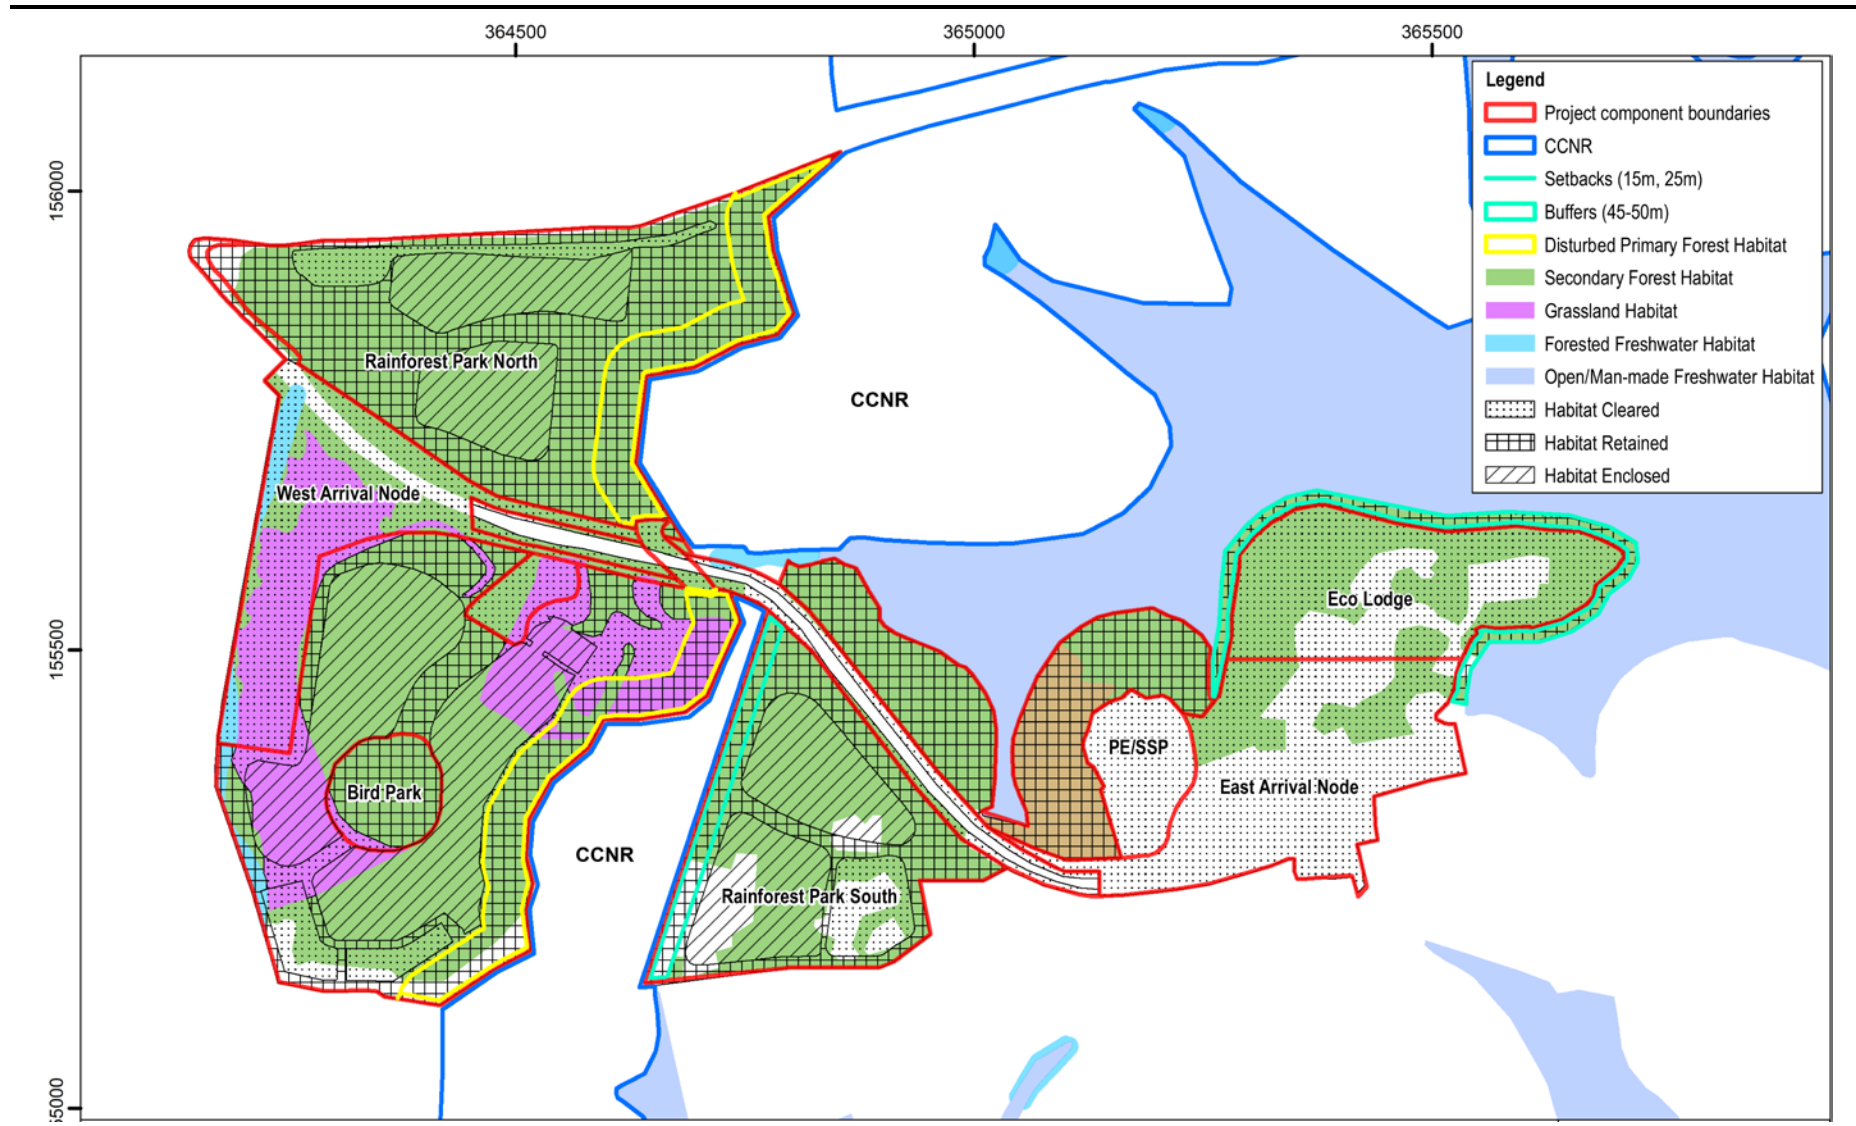 364500
365000
365500
156000
155500
Legend
Project component boundaries
CCNR
Setbacks (15m, 25m)
Buffers (45-50m)
Disturbed Primary Forest Habitat
Secondary Forest Habitat
Grassland Habitat
Forested Freshwater Habitat
Open/Man-made Freshwater Habitat
Habitat Cleared
Habitat Retained
Habitat Enclosed
Rainforest Park North
CCNR
West Arrival Node
Eco Lodge
PE/SSP
East Arrival Node
Bird Park
CCNR
Rainforest Park South